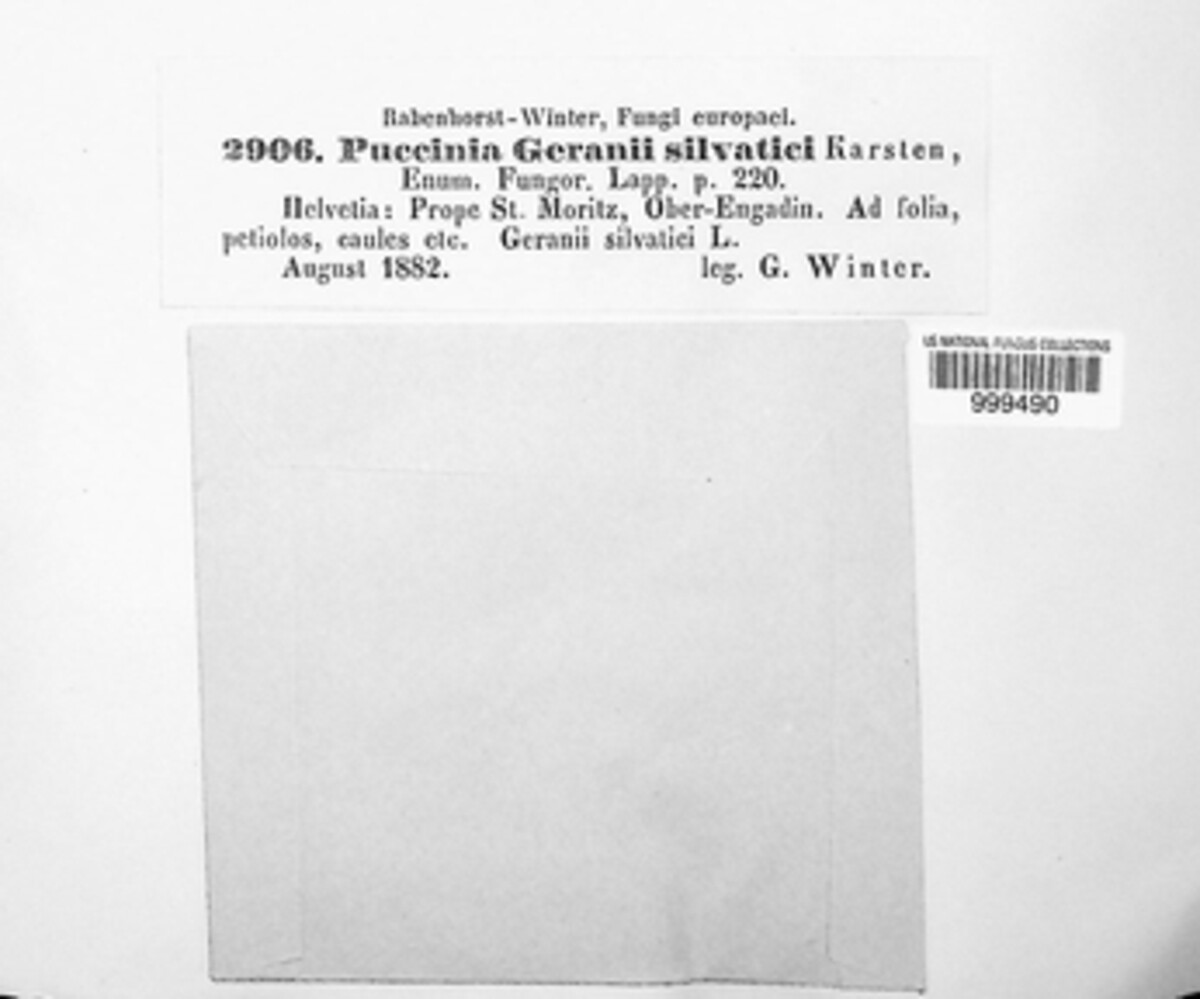 Rabenhorst-Winter, Fungi europaei.
2906. Puccinia Geranii silvatici Karsten,
Enum. Fungor. Lapp. p. 220.
Helvetia: Prope St. Moritz, Ober-Engadin. Ad folia,
petiolos, caules etc. Geranii silvatici L.
August 1882. leg. G. Winter.
US NATIONAL FUNGUS COLLECTIONS
999490